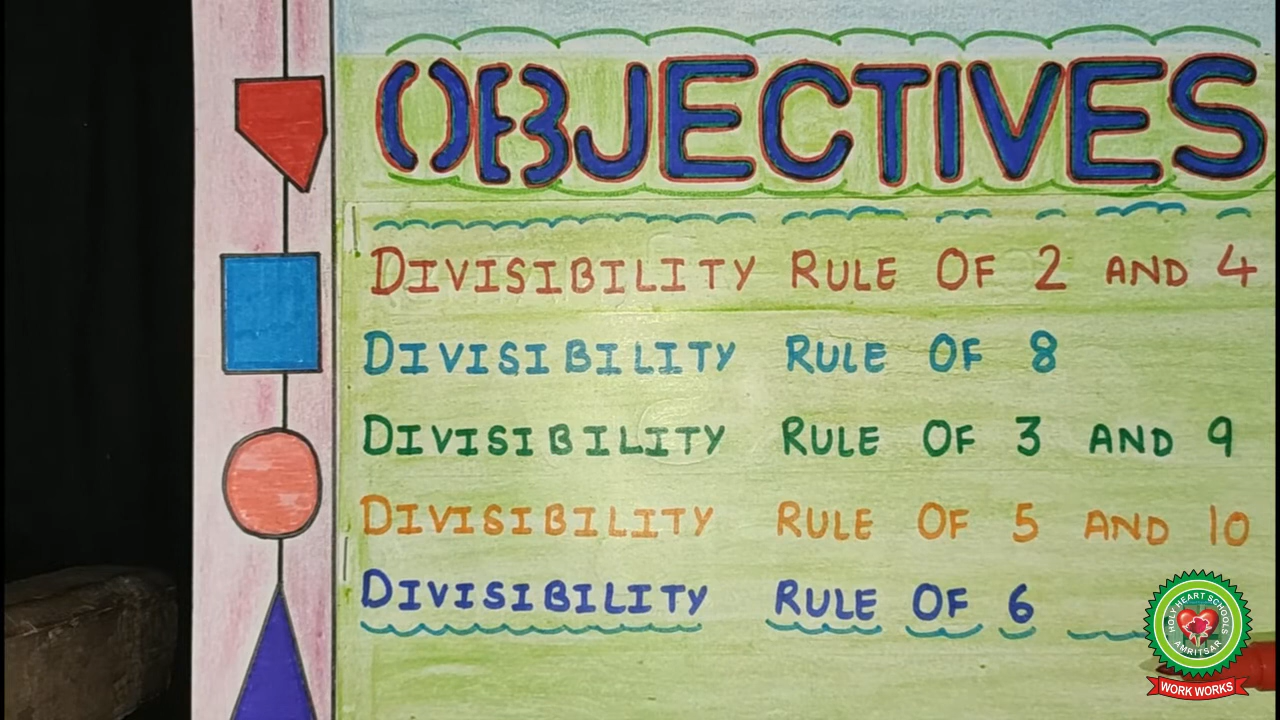 OBJECTIVES
DIVISIBILITY RULE OF 2 AND 4
DIVISIBILITY RULE OF 8
DIVISIBILITY RULE OF 3 AND 9
DIVISIBILITY RULE OF 5 AND 10
DIVISIBILITY RULE OF 6
HOLY HEART SCHOOLS
AMRITSAR
WORK WORKS